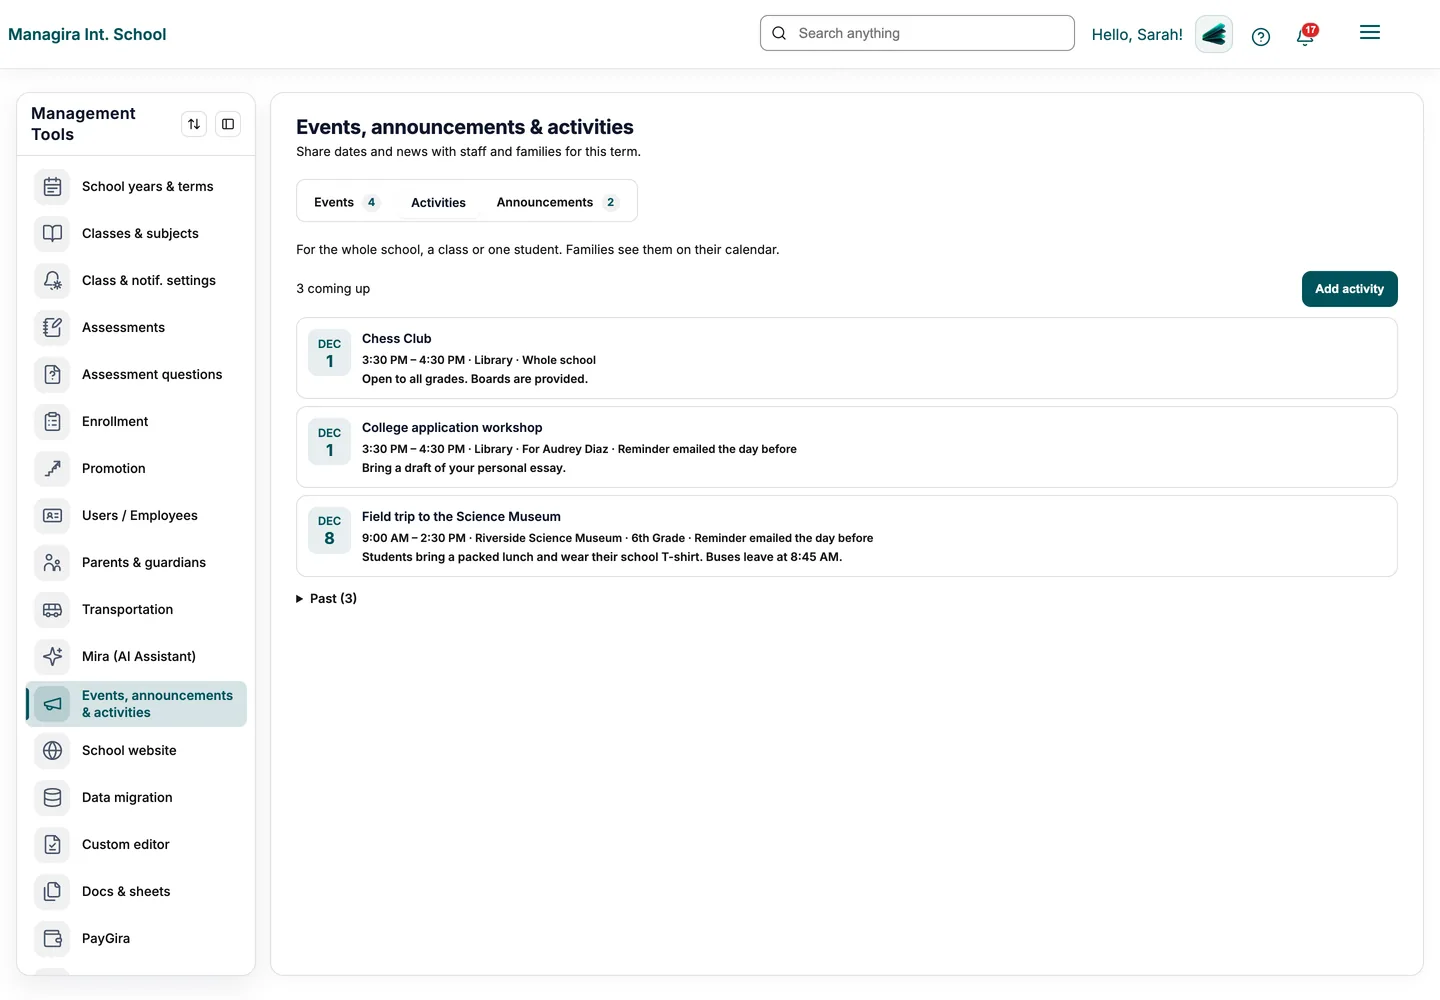 Managira Int. School
Search anything
Hello, Sarah!
17
Management
Tools
School years & terms
Classes & subjects
Class & notif. settings
Assessments
Assessment questions
Enrollment
Promotion
Users / Employees
Parents & guardians
Transportation
Mira (AI Assistant)
Events, announcements
& activities
School website
Data migration
Custom editor
Docs & sheets
PayGira
Events, announcements & activities
Share dates and news with staff and families for this term.
Events 4 Activities Announcements 2
For the whole school, a class or one student. Families see them on their calendar.
3 coming up
Add activity
DEC
1
Chess Club
3:30 PM – 4:30 PM · Library · Whole school
Open to all grades. Boards are provided.
DEC
1
College application workshop
3:30 PM – 4:30 PM · Library · For Audrey Diaz · Reminder emailed the day before
Bring a draft of your personal essay.
DEC
8
Field trip to the Science Museum
9:00 AM – 2:30 PM · Riverside Science Museum · 6th Grade · Reminder emailed the day before
Students bring a packed lunch and wear their school T-shirt. Buses leave at 8:45 AM.
Past (3)